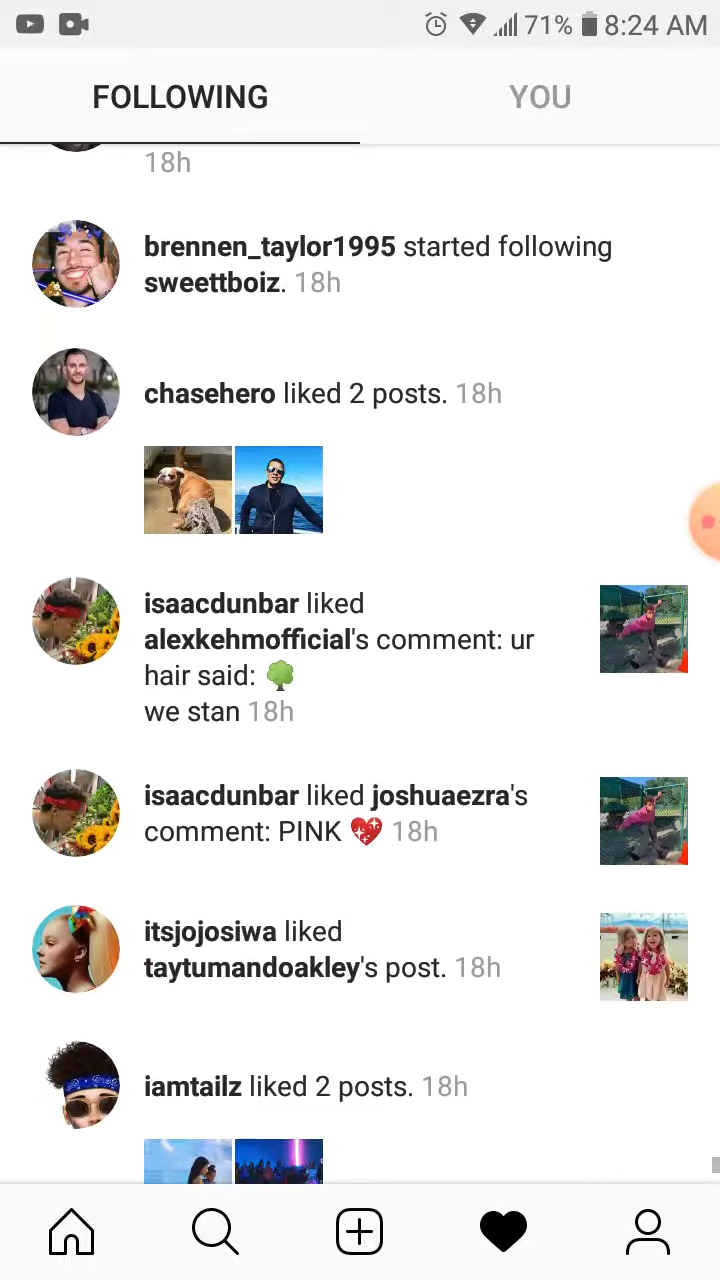 71% 8:24 AM
FOLLOWING YOU
18h
brennen_taylor1995 started following
sweettboiz. 18h
chasehero liked 2 posts. 18h
isaacdunbar liked
alexkehmofficial's comment: ur
hair said: 🌳
we stan 18h
isaacdunbar liked joshuaezra's
comment: PINK 💖 18h
itsjojosiwa liked
taytumandoakley's post. 18h
iamtailz liked 2 posts. 18h